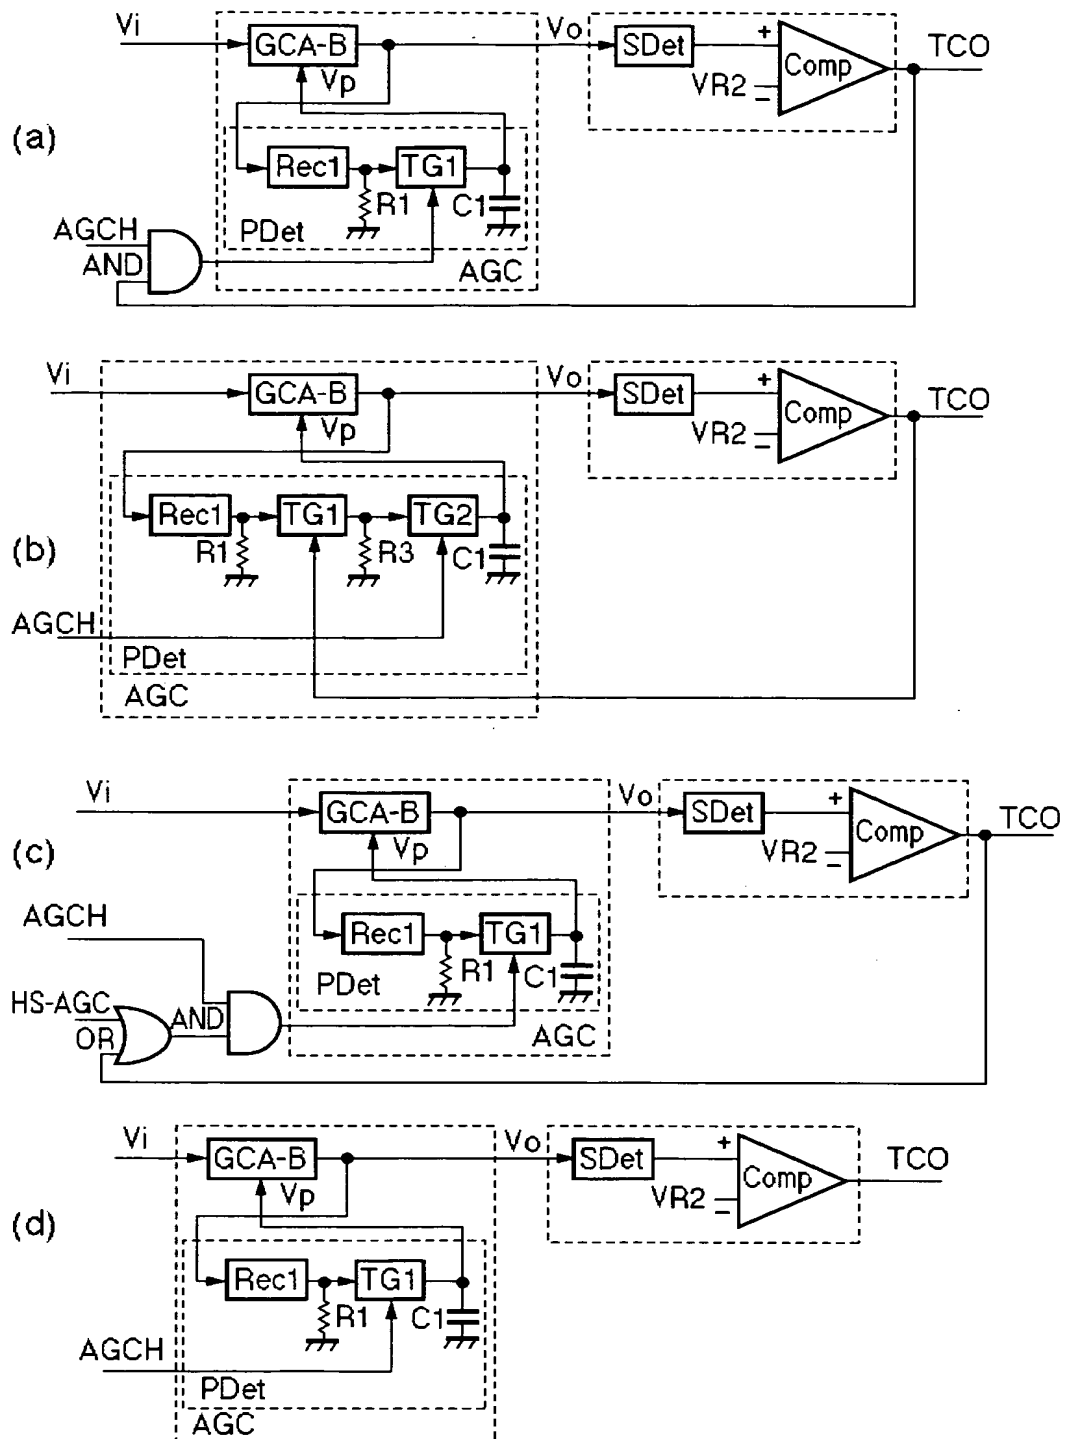 (a)
Vi
GCA-B
Vp
Vo
SDet
+
VR2
−
Comp
TCO
Rec1
TG1
R1
C1
PDet
AGCH
AND
AGC
(b)
Vi
GCA-B
Vp
Vo
SDet
+
VR2
−
Comp
TCO
Rec1
TG1
TG2
R1
R3
C1
AGCH
PDet
AGC
(c)
Vi
GCA-B
Vp
Vo
SDet
+
VR2
−
Comp
TCO
AGCH
Rec1
TG1
R1
C1
PDet
HS-AGC
OR
AND
AGC
(d)
Vi
GCA-B
Vp
Vo
SDet
+
VR2
−
Comp
TCO
Rec1
TG1
R1
C1
AGCH
PDet
AGC